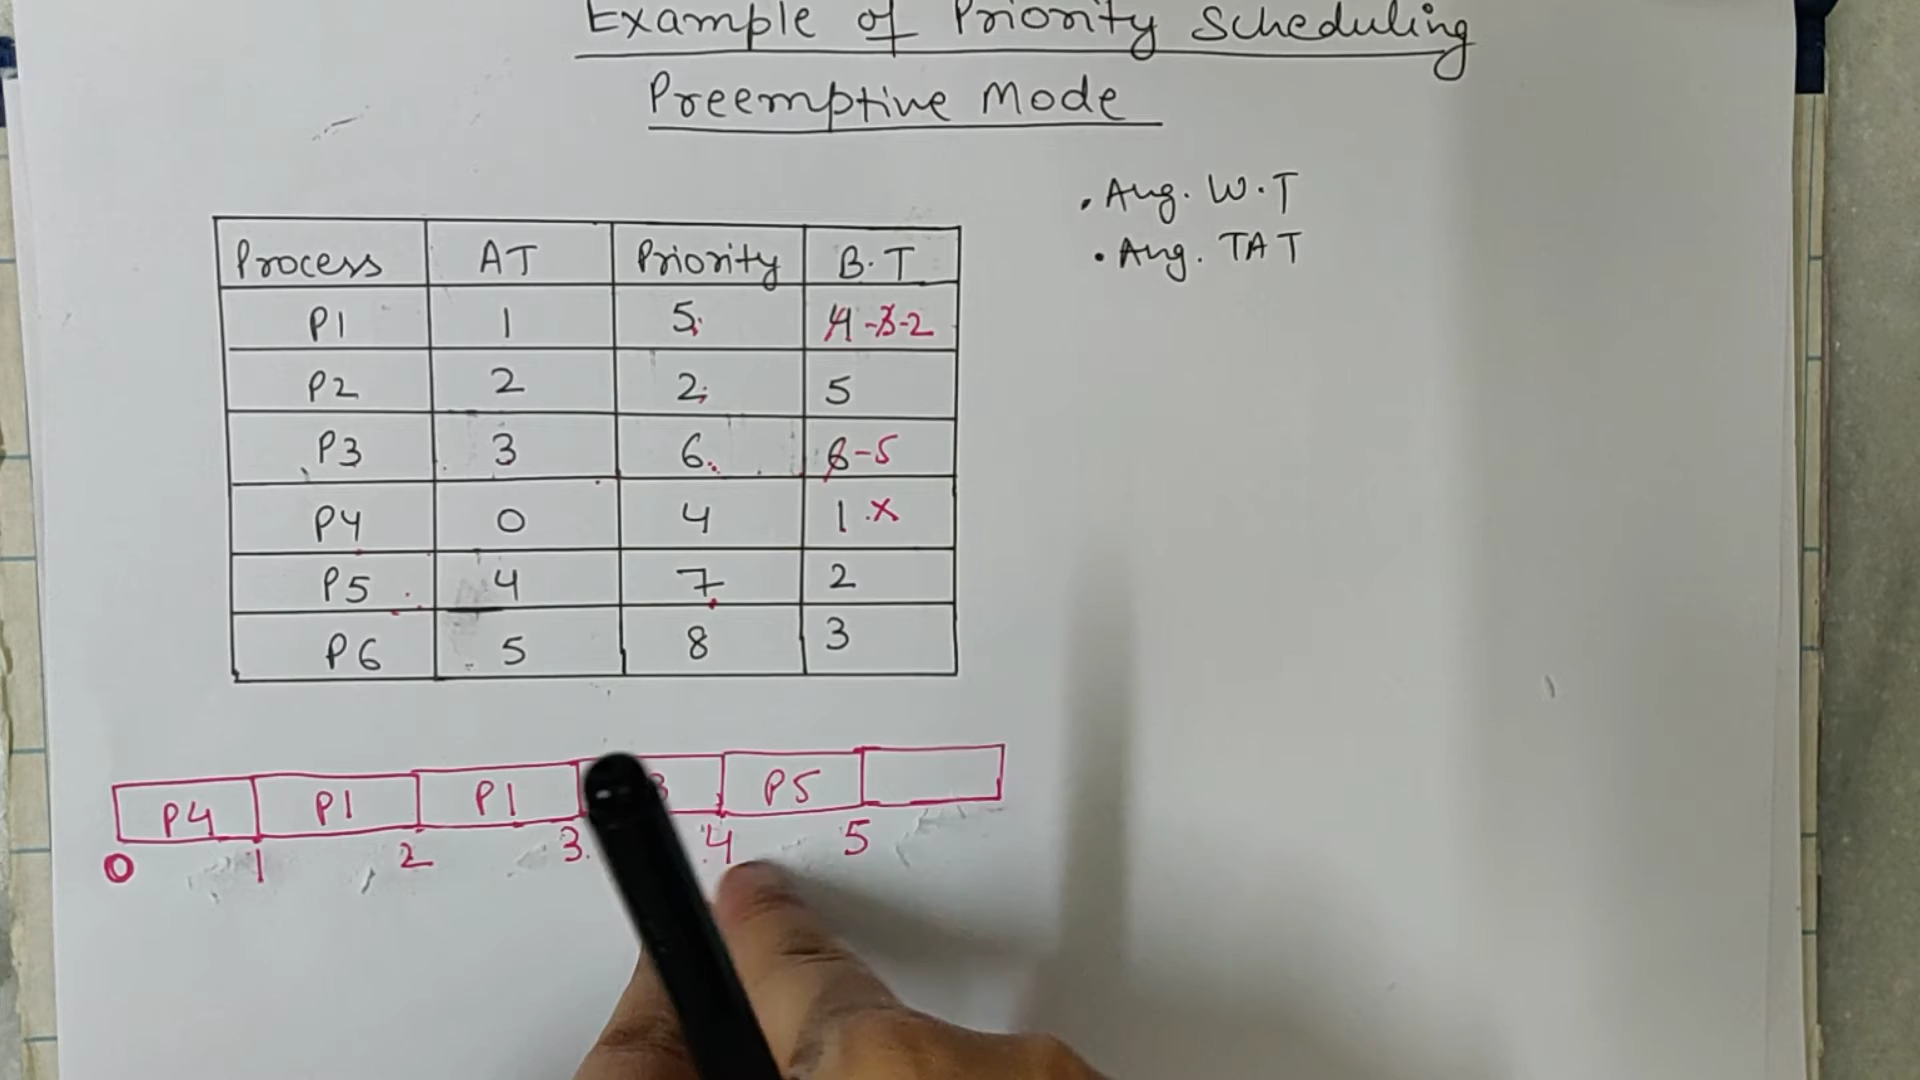 Example of Priority Scheduling
Preemptive Mode
• Avg. W.T
• Avg. TAT
Process AT Priority B.T
P1 1 5 4-3-2
P2 2 2 5
P3 3 6 6-5
P4 0 4 1 x
P5 4 7 2
P6 5 8 3
P4 P1 P1 3 P5
0 1 2 3 4 5